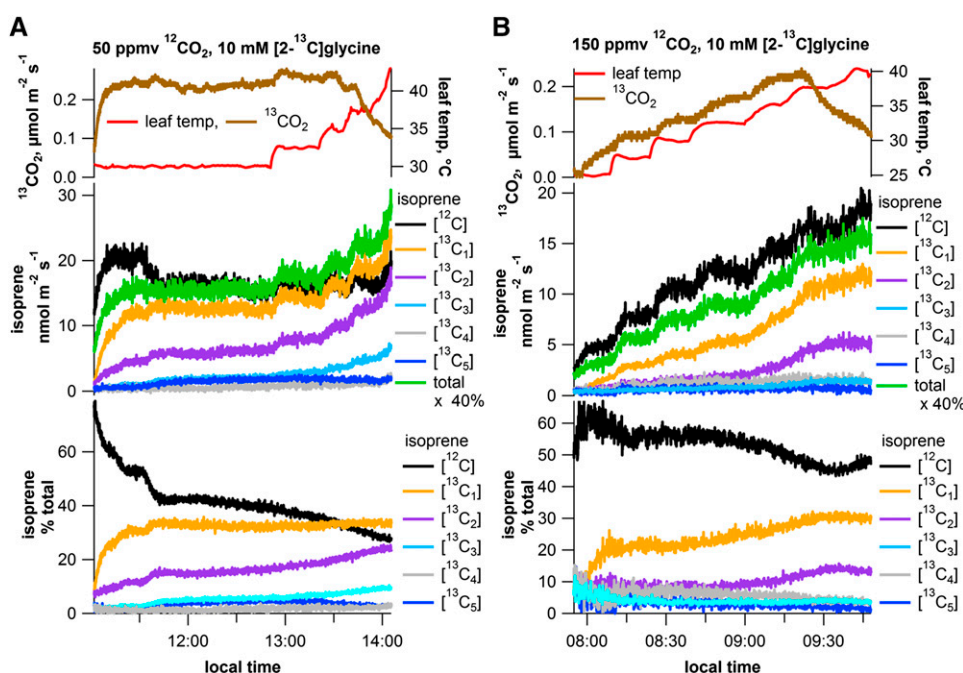 A
50 ppmv ¹²CO₂, 10 mM [2-¹³C]glycine
¹³CO₂, µmol m⁻² s⁻¹
0.2
0.1
0.0
leaf temp, ¹³CO₂
40
35
30
leaf temp, °C
isoprene
nmol m⁻² s⁻¹
30
20
10
0
isoprene
[¹²C]
[¹³C₁]
[¹³C₂]
[¹³C₃]
[¹³C₄]
[¹³C₅]
total
x 40%
isoprene
% total
60
40
20
0
isoprene
[¹²C]
[¹³C₁]
[¹³C₂]
[¹³C₃]
[¹³C₄]
[¹³C₅]
12:00 13:00 14:00
local time
B
150 ppmv ¹²CO₂, 10 mM [2-¹³C]glycine
¹³CO₂, µmol m⁻² s⁻¹
0.2
0.1
0.0
leaf temp
¹³CO₂
40
35
30
25
leaf temp, °C
isoprene
nmol m⁻² s⁻¹
20
15
10
5
0
isoprene
[¹²C]
[¹³C₁]
[¹³C₂]
[¹³C₃]
[¹³C₄]
[¹³C₅]
total
x 40%
isoprene
% total
60
50
40
30
20
10
0
isoprene
[¹²C]
[¹³C₁]
[¹³C₂]
[¹³C₃]
[¹³C₄]
[¹³C₅]
08:00 08:30 09:00 09:30
local time